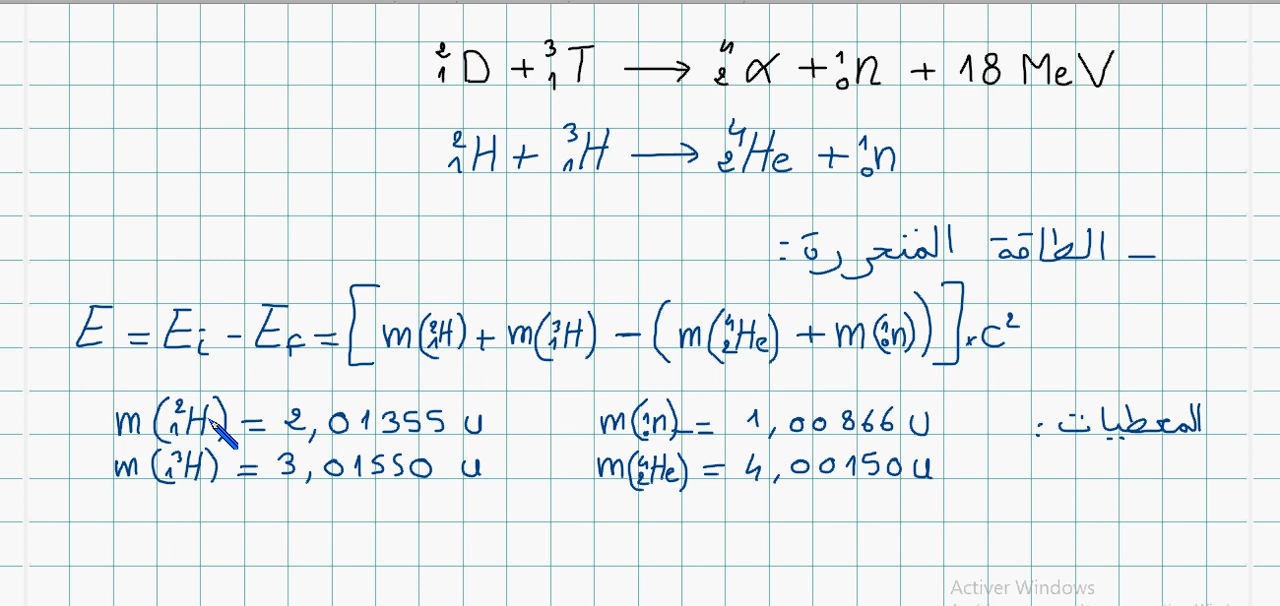 ²₁D + ³₁T ⟶ ⁴₂α + ¹₀n + 18 MeV
²₁H + ³₁H ⟶ ⁴₂He + ¹₀n
– الطاقة المتحررة :
E = Eᵢ - E_f = [m(²₁H) + m(³₁H) – (m(⁴₂He) + m(¹₀n))] × c²
المعطيات :
m(²₁H) = 2,01355 u m(¹₀n) = 1,00866 u
m(³₁H) = 3,01550 u m(⁴₂He) = 4,00150 u
Activer Windows